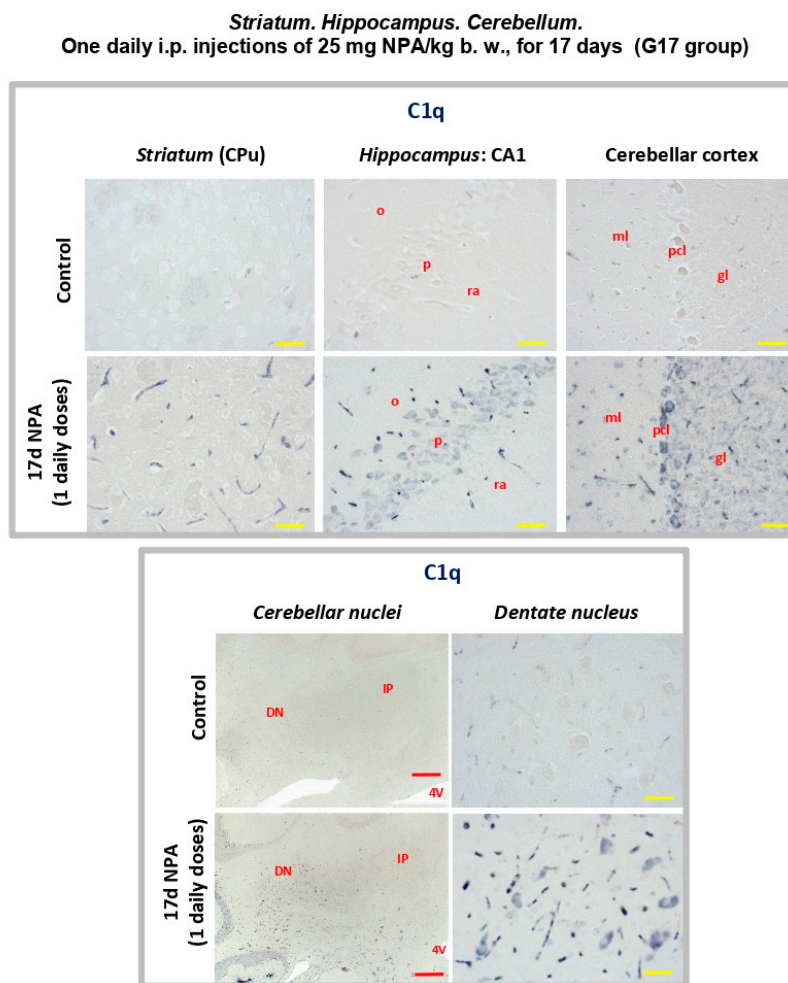 Striatum. Hippocampus. Cerebellum.
One daily i.p. injections of 25 mg NPA/kg b. w., for 17 days (G17 group)
C1q
Striatum (CPu)
Hippocampus: CA1
Cerebellar cortex
Control
o
p
ra
ml
pcl
gl
17d NPA
(1 daily doses)
o
p
ra
ml
pcl
gl
C1q
Cerebellar nuclei
Dentate nucleus
Control
DN
IP
4V
17d NPA
(1 daily doses)
DN
IP
4V